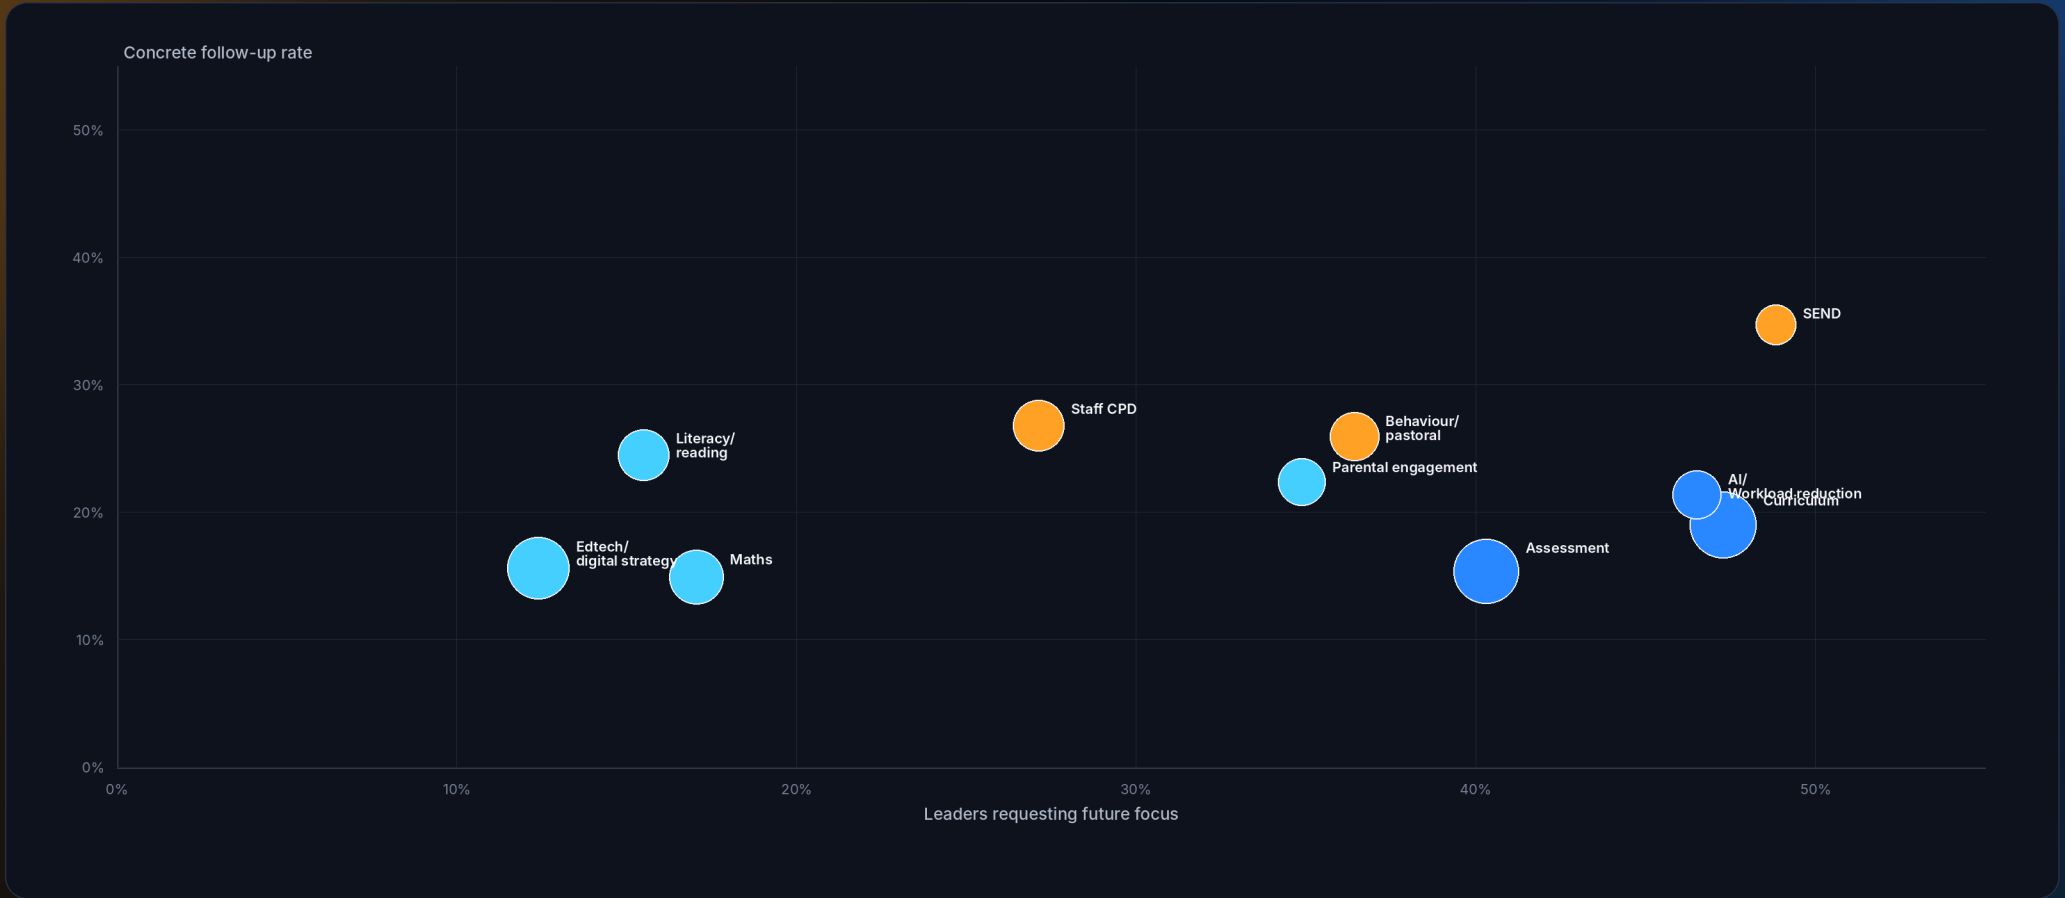 Concrete follow-up rate
50%
40%
30%
20%
10%
0%
SEND
Staff CPD
Behaviour/
pastoral
Literacy/
reading
Parental engagement
AI/
Workload reduction
Curriculum
Edtech/
digital strategy
Maths
Assessment
0%
10%
20%
30%
40%
50%
Leaders requesting future focus